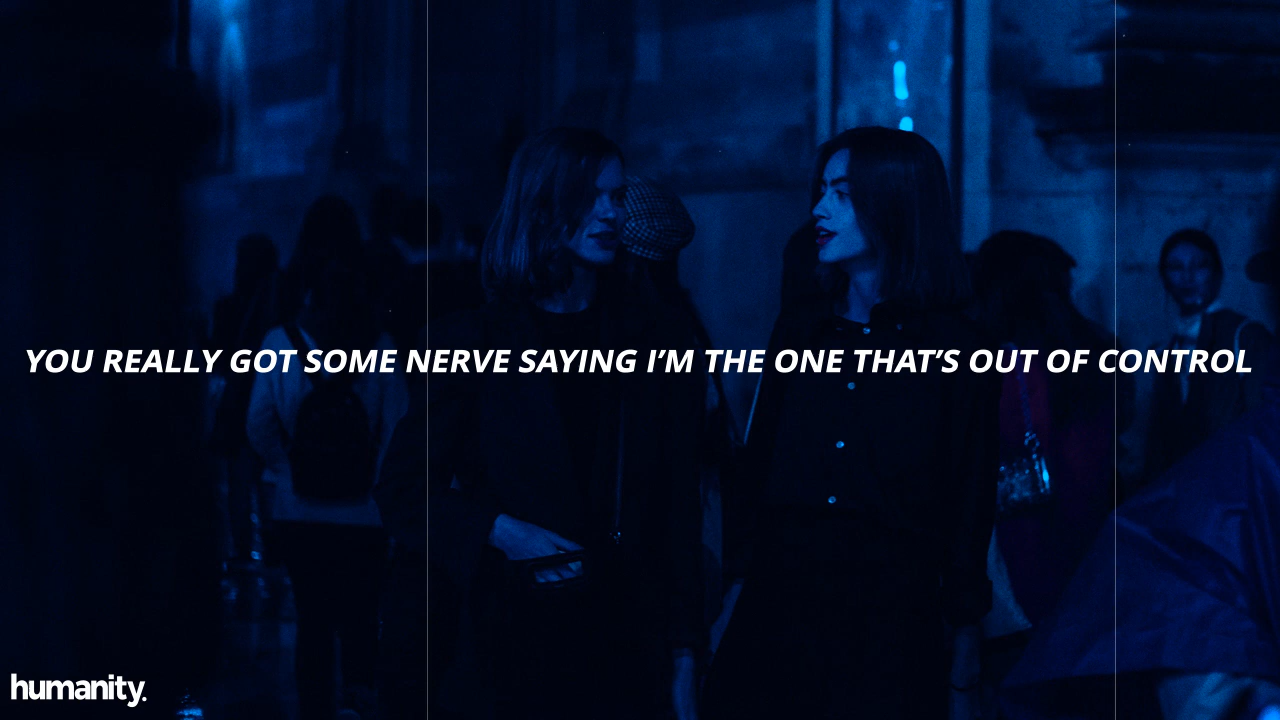 YOU REALLY GOT SOME NERVE SAYING I’M THE ONE THAT’S OUT OF CONTROL
humanity.